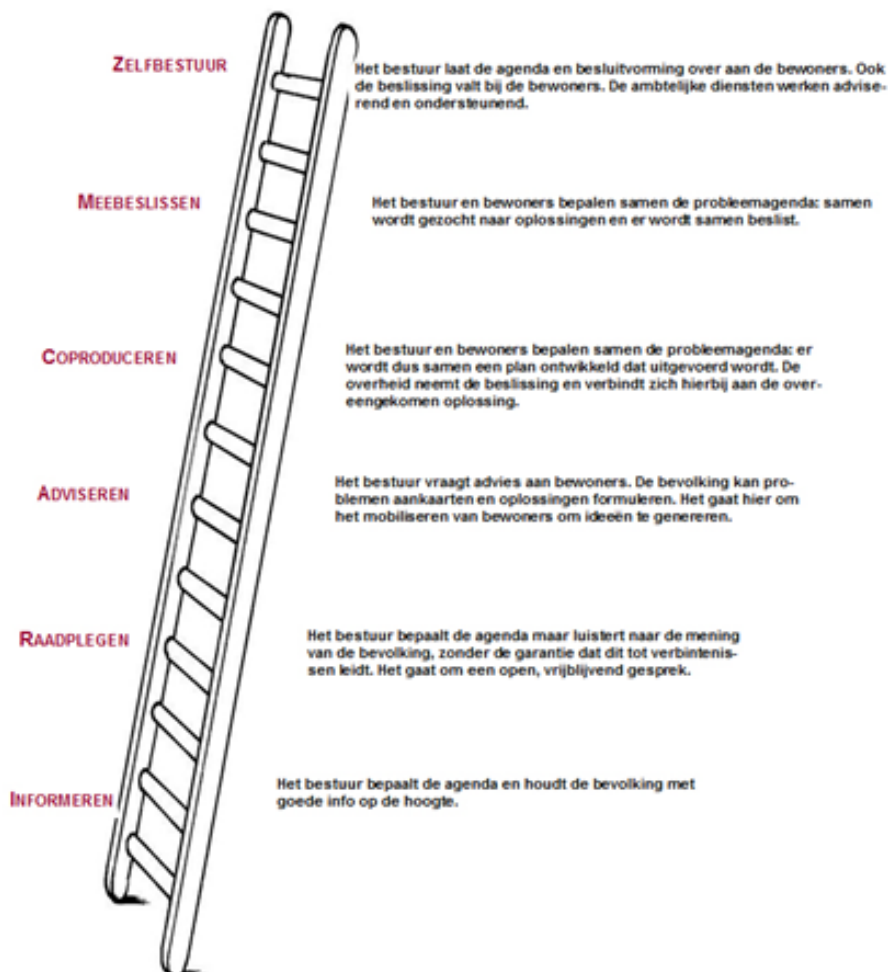 ZELFBESTUUR
Het bestuur laat de agenda en besluitvorming over aan de bewoners. Ook
de beslissing valt bij de bewoners. De ambtelijke diensten werken advise-
rend en ondersteunend.
MEEBESLISSEN
Het bestuur en bewoners bepalen samen de probleemagenda: samen
wordt gezocht naar oplossingen en er wordt samen beslist.
COPRODUCEREN
Het bestuur en bewoners bepalen samen de probleemagenda: er
wordt dus samen een plan ontwikkeld dat uitgevoerd wordt. De
overheid neemt de beslissing en verbindt zich hierbij aan de over-
eengekomen oplossing.
ADVISEREN
Het bestuur vraagt advies aan bewoners. De bevolking kan pro-
blemen aankaarten en oplossingen formuleren. Het gaat hier om
het mobiliseren van bewoners om ideeën te genereren.
RAADPLEGEN
Het bestuur bepaalt de agenda maar luistert naar de mening
van de bevolking, zonder de garantie dat dit tot verbintenis-
sen leidt. Het gaat om een open, vrijblijvend gesprek.
INFORMEREN
Het bestuur bepaalt de agenda en houdt de bevolking met
goede info op de hoogte.